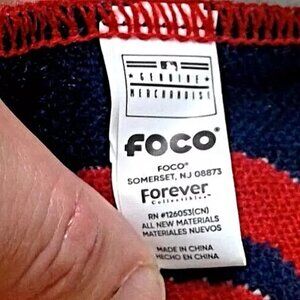 GENUINE
MERCHANDISE
FOCO®
FOCO®
SOMERSET, NJ 08873
Forever
Collectibles™
RN #126053(CN)
ALL NEW MATERIALS
MATERIALES NUEVOS
MADE IN CHINA
HECHO EN CHINA